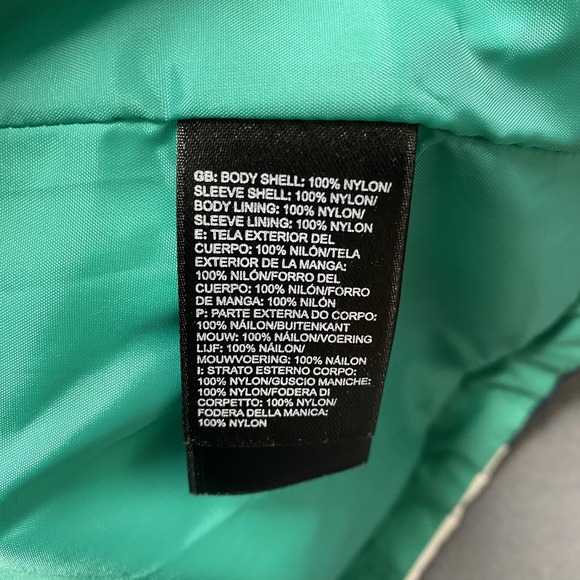 GB: BODY SHELL: 100% NYLON/
SLEEVE SHELL: 100% NYLON/
BODY LINING: 100% NYLON/
SLEEVE LINING: 100% NYLON
E: TELA EXTERIOR DEL
CUERPO: 100% NILÓN/TELA
EXTERIOR DE LA MANGA:
100% NILÓN/FORRO DEL
CUERPO: 100% NILÓN/FORRO
DE MANGA: 100% NILÓN
P: PARTE EXTERNA DO CORPO:
100% NÁILON/BUITENKANT
MOUW: 100% NÁILON/VOERING
LIJF: 100% NÁILON/
MOUWVOERING: 100% NÁILON
I: STRATO ESTERNO CORPO:
100% NYLON/GUSCIO MANICHE:
100% NYLON/FODERA DI
CORPETTO: 100% NYLON/
FODERA DELLA MANICA:
100% NYLON